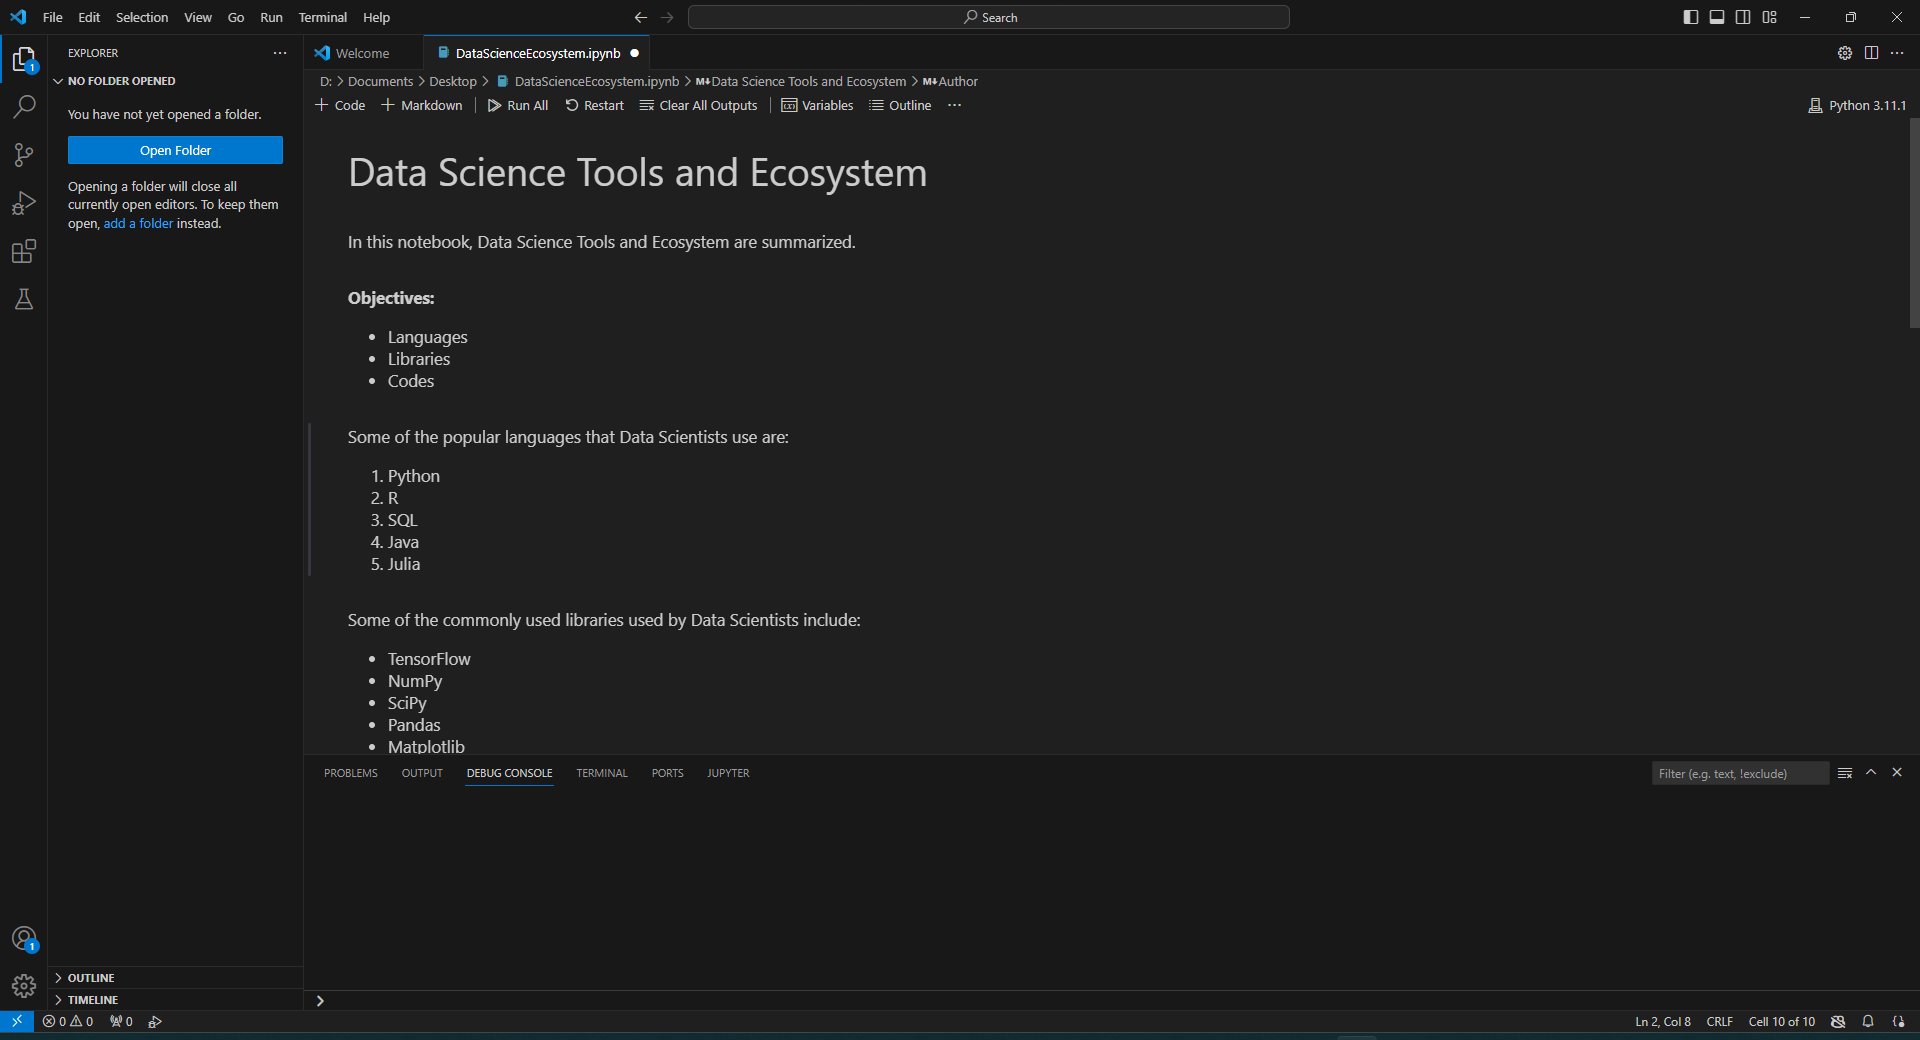 File Edit Selection View Go Run Terminal Help
Search
EXPLORER
NO FOLDER OPENED
You have not yet opened a folder.
Open Folder
Opening a folder will close all
currently open editors. To keep them
open, add a folder instead.
OUTLINE
TIMELINE
1
1
Welcome DataScienceEcosystem.ipynb
D: > Documents > Desktop > DataScienceEcosystem.ipynb > M↓Data Science Tools and Ecosystem > M↓Author
+ Code + Markdown Run All Restart Clear All Outputs Variables Outline ... Python 3.11.1
Data Science Tools and Ecosystem
In this notebook, Data Science Tools and Ecosystem are summarized.
Objectives:
• Languages
• Libraries
• Codes
Some of the popular languages that Data Scientists use are:
1. Python
2. R
3. SQL
4. Java
5. Julia
Some of the commonly used libraries used by Data Scientists include:
• TensorFlow
• NumPy
• SciPy
• Pandas
• Matplotlib
PROBLEMS OUTPUT DEBUG CONSOLE TERMINAL PORTS JUPYTER Filter (e.g. text, !exclude)
0 0 0 Ln 2, Col 8 CRLF Cell 10 of 10